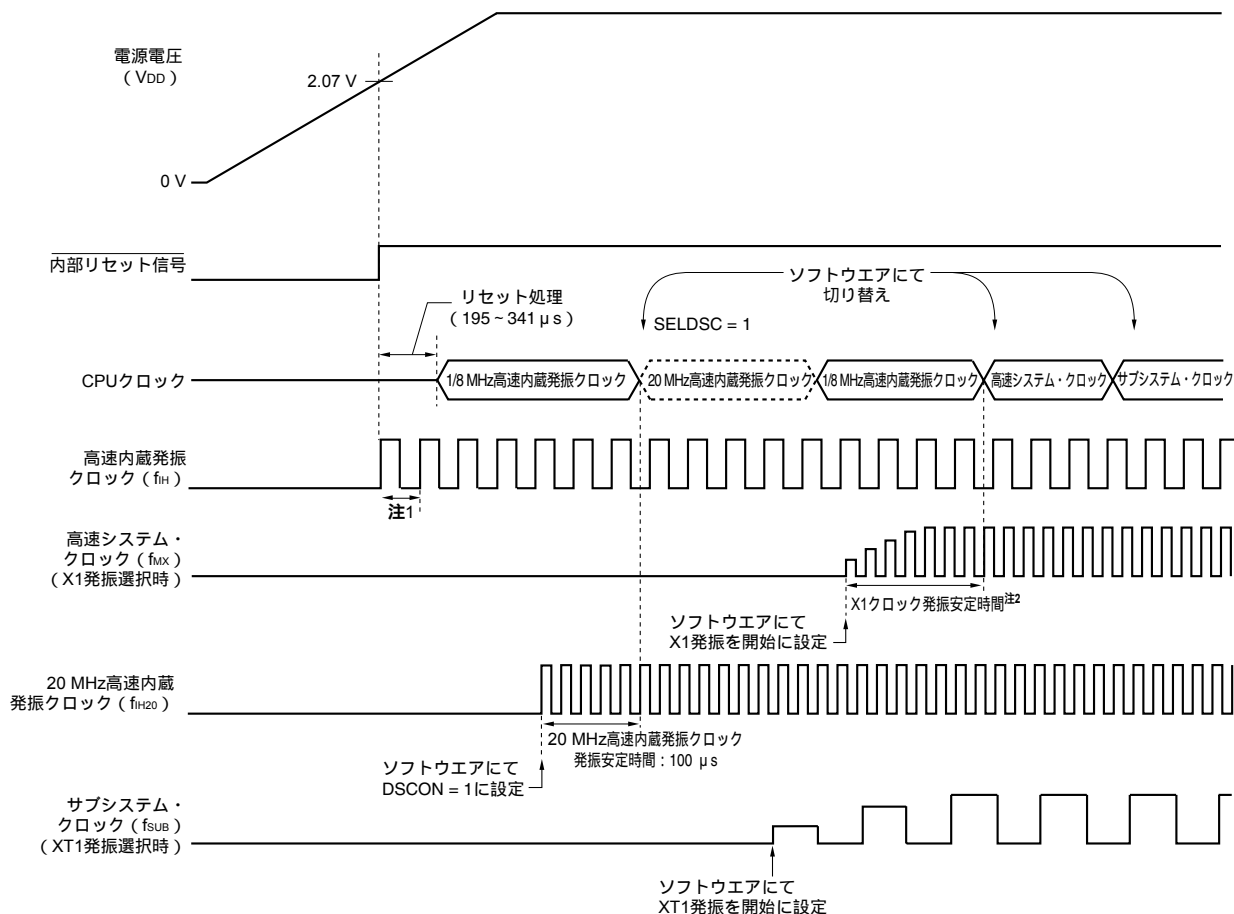 電源電圧
（VDD）
2.07 V
0 V
内部リセット信号
リセット処理
（195～341 μs）
ソフトウエアにて
切り替え
SELDSC = 1
CPUクロック
1/8 MHz高速内蔵発振クロック
20 MHz高速内蔵発振クロック
1/8 MHz高速内蔵発振クロック
高速システム・クロック
サブシステム・クロック
高速内蔵発振
クロック（fIH）
注1
高速システム・
クロック（fMX）
（X1発振選択時）
X1クロック発振安定時間注2
ソフトウエアにて
X1発振を開始に設定
20 MHz高速内蔵
発振クロック（fIH20）
20 MHz高速内蔵発振クロック
発振安定時間：100 μs
ソフトウエアにて
DSCON = 1に設定
サブシステム・
クロック（fSUB）
（XT1発振選択時）
ソフトウエアにて
XT1発振を開始に設定